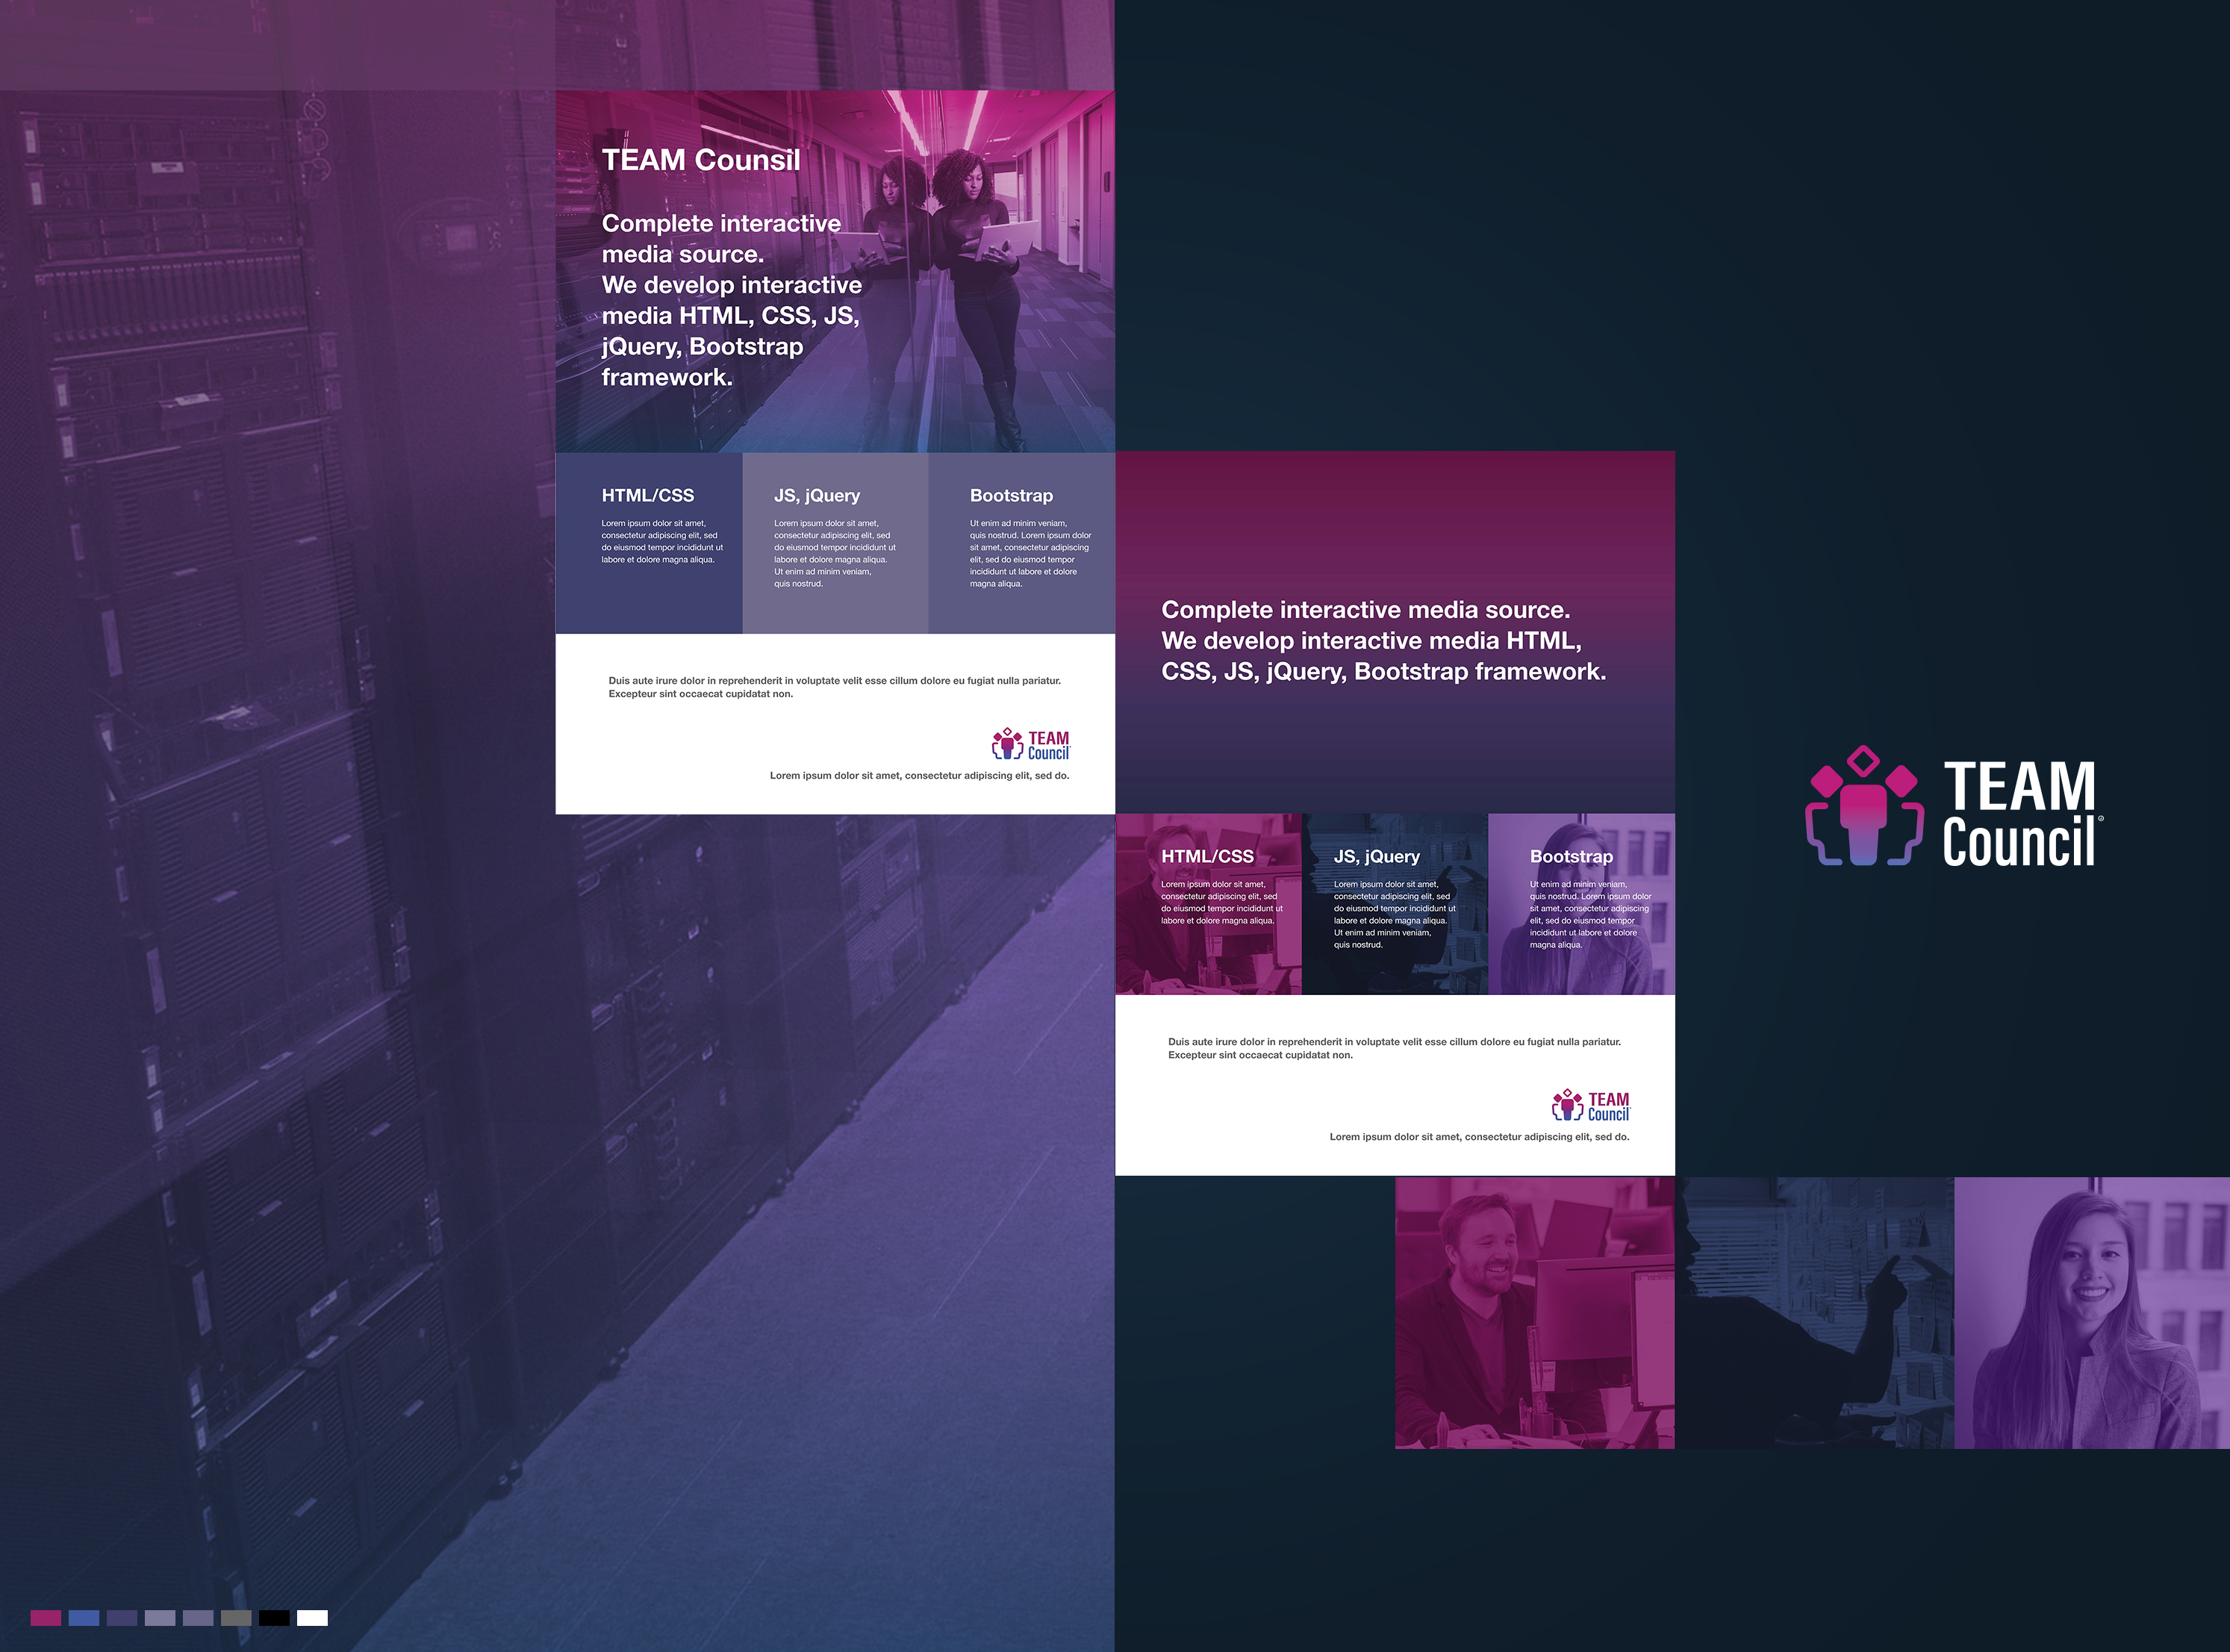 TEAM Counsil
Complete interactive
media source.
We develop interactive
media HTML, CSS, JS,
jQuery, Bootstrap
framework.
HTML/CSS
Lorem ipsum dolor sit amet,
consectetur adipiscing elit, sed
do eiusmod tempor incididunt ut
labore et dolore magna aliqua.
JS, jQuery
Lorem ipsum dolor sit amet,
consectetur adipiscing elit, sed
do eiusmod tempor incididunt ut
labore et dolore magna aliqua.
Ut enim ad minim veniam,
quis nostrud.
Bootstrap
Ut enim ad minim veniam,
quis nostrud. Lorem ipsum dolor
sit amet, consectetur adipiscing
elit, sed do eiusmod tempor
incididunt ut labore et dolore
magna aliqua.
Duis aute irure dolor in reprehenderit in voluptate velit esse cillum dolore eu fugiat nulla pariatur.
Excepteur sint occaecat cupidatat non.
TEAM
Council
Lorem ipsum dolor sit amet, consectetur adipiscing elit, sed do.
Complete interactive media source.
We develop interactive media HTML,
CSS, JS, jQuery, Bootstrap framework.
HTML/CSS
Lorem ipsum dolor sit amet,
consectetur adipiscing elit, sed
do eiusmod tempor incididunt ut
labore et dolore magna aliqua.
JS, jQuery
Lorem ipsum dolor sit amet,
consectetur adipiscing elit, sed
do eiusmod tempor incididunt ut
labore et dolore magna aliqua.
Ut enim ad minim veniam,
quis nostrud.
Bootstrap
Ut enim ad minim veniam,
quis nostrud. Lorem ipsum dolor
sit amet, consectetur adipiscing
elit, sed do eiusmod tempor
incididunt ut labore et dolore
magna aliqua.
Duis aute irure dolor in reprehenderit in voluptate velit esse cillum dolore eu fugiat nulla pariatur.
Excepteur sint occaecat cupidatat non.
TEAM
Council
Lorem ipsum dolor sit amet, consectetur adipiscing elit, sed do.
TEAM
Council